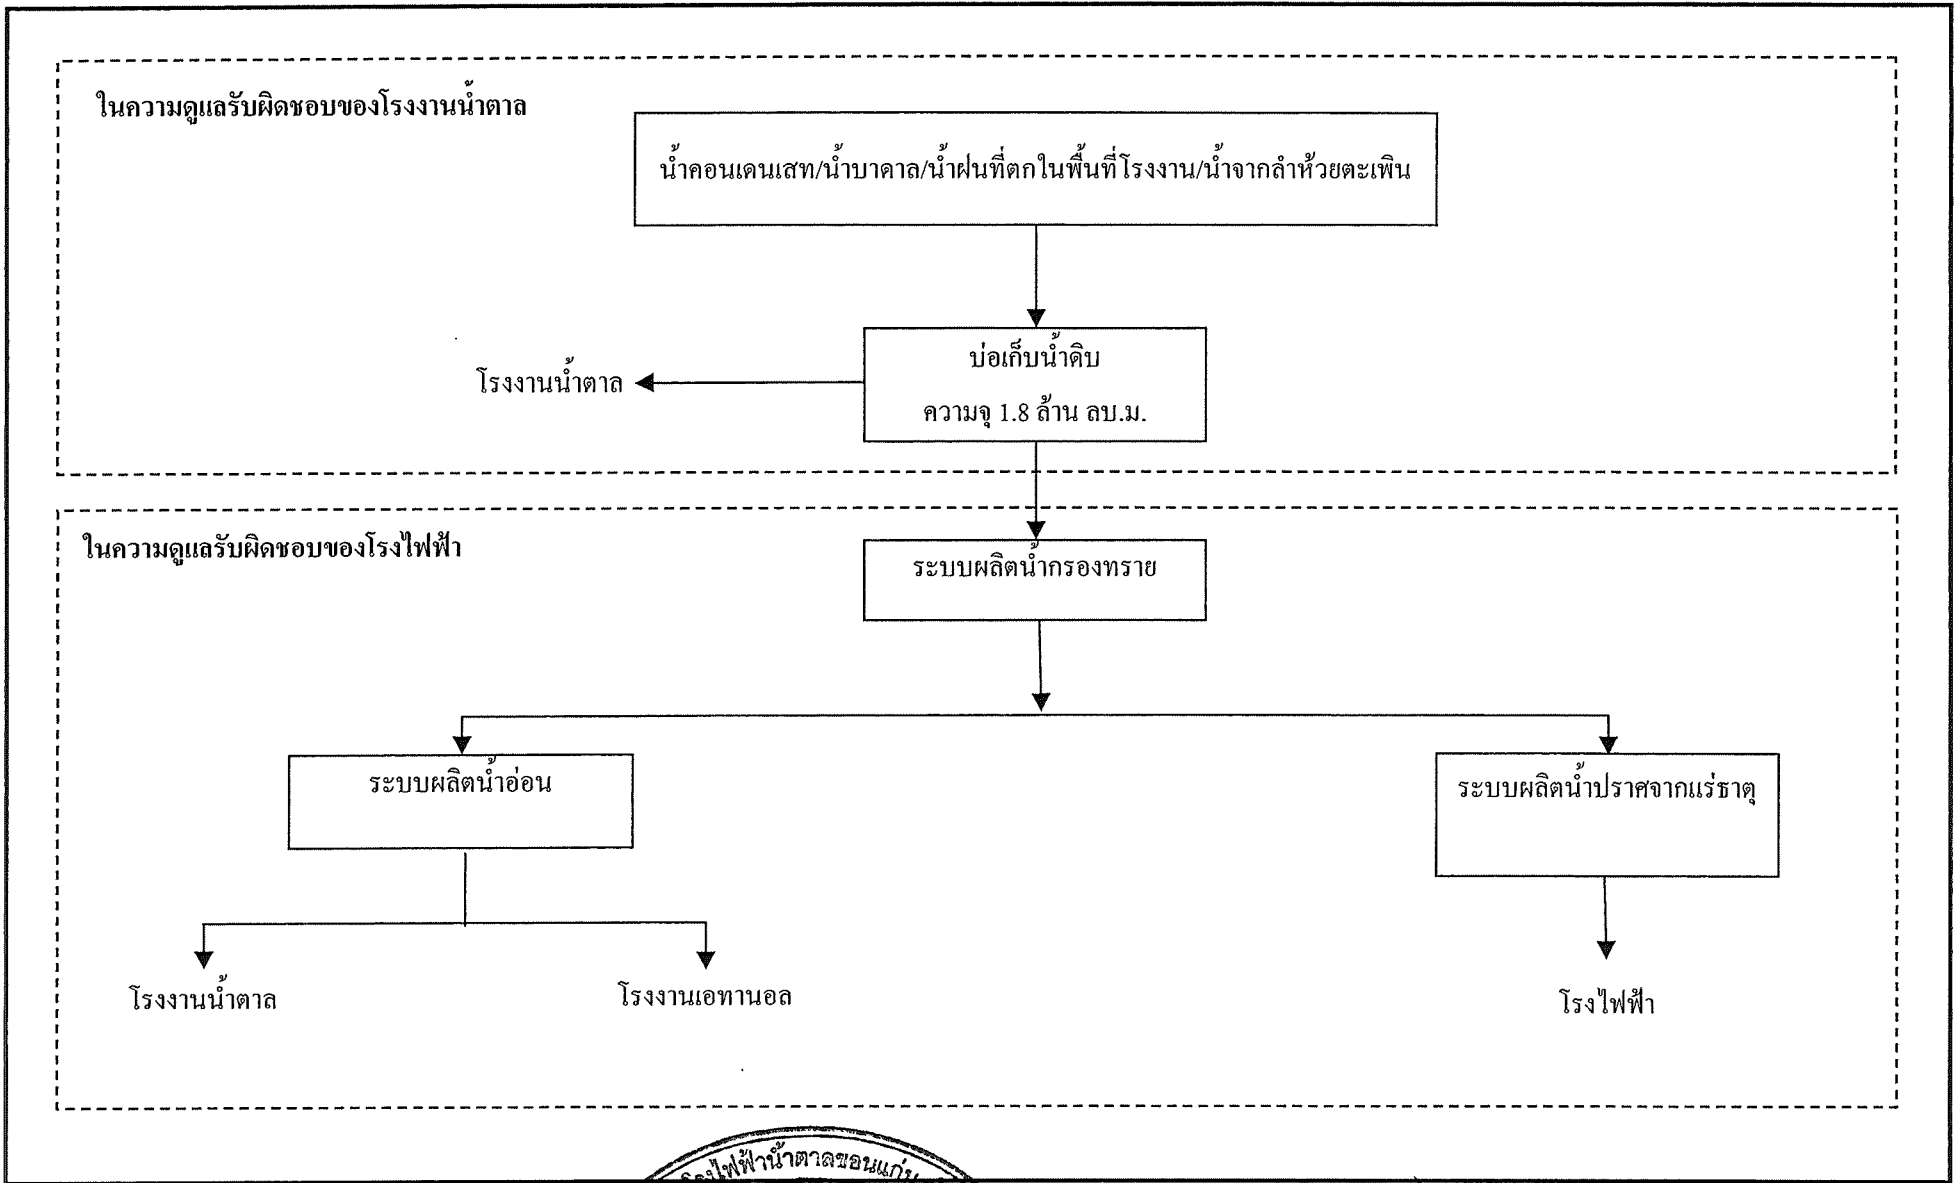 ในความดูแลรับผิดชอบของโรงงานน้ำตาล
น้ำคอนเดนเสท/น้ำบาดาล/น้ำฝนที่ตกในพื้นที่โรงงาน/น้ำจากลำห้วยตะเพิน
บ่อเก็บน้ำดิบ
ความจุ 1.8 ล้าน ลบ.ม.
โรงงานน้ำตาล
ในความดูแลรับผิดชอบของโรงไฟฟ้า
ระบบผลิตน้ำกรองทราย
ระบบผลิตน้ำอ่อน
ระบบผลิตน้ำปราศจากแร่ธาตุ
โรงงานน้ำตาล
โรงงานเอทานอล
โรงไฟฟ้า
โรงไฟฟ้าน้ำตาลขอนแก่น